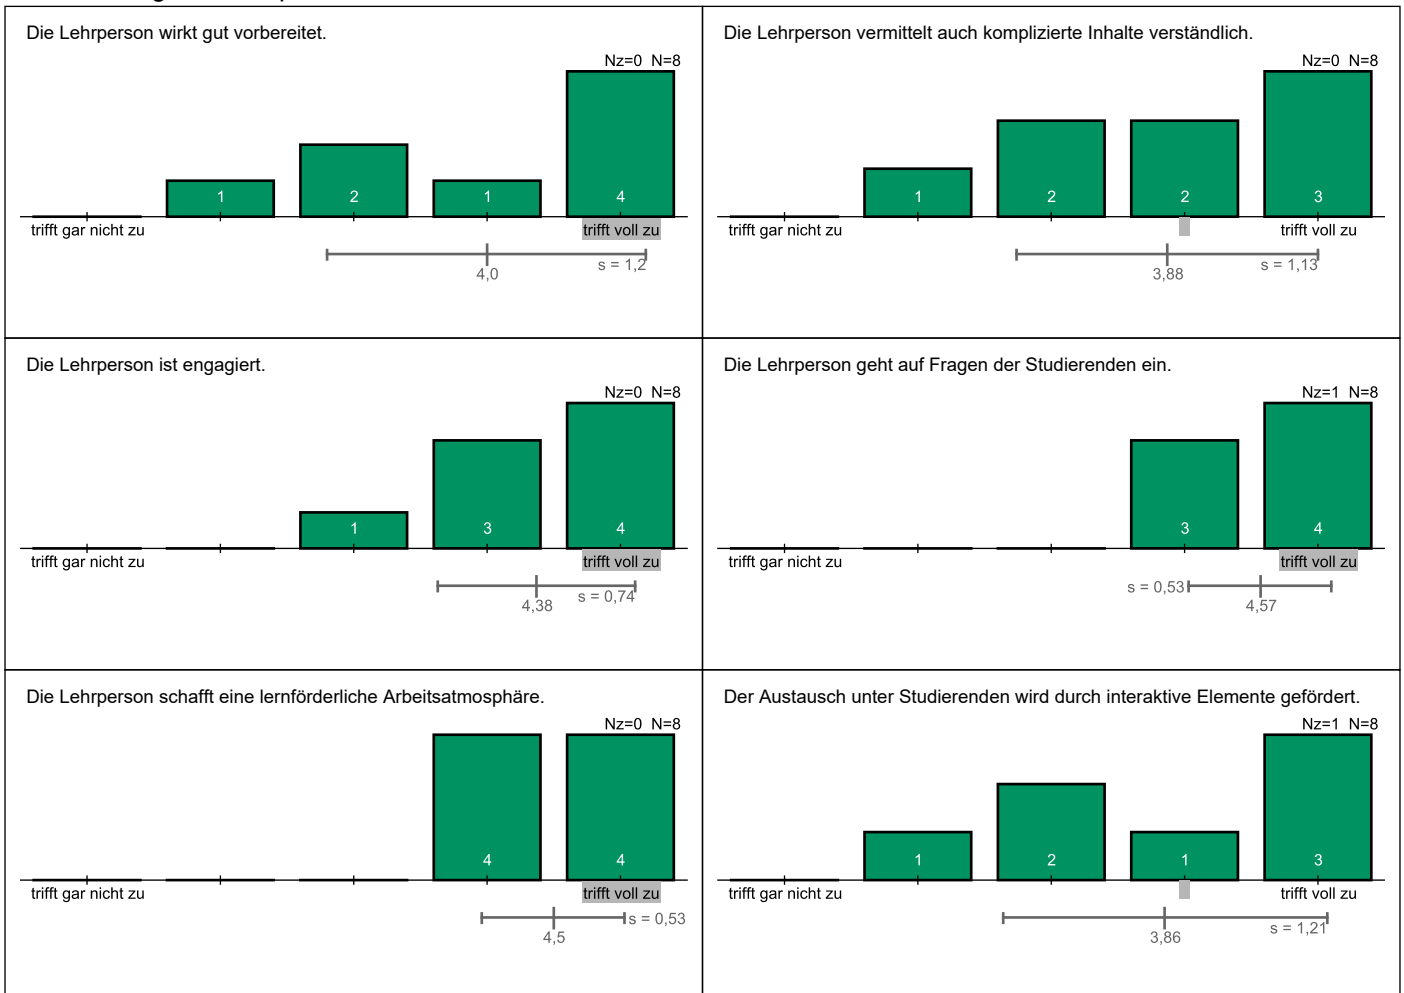 Die Lehrperson wirkt gut vorbereitet.
Nz=0 N=8
1 2 1 4
trifft gar nicht zu trifft voll zu
s = 1,2
4,0
Die Lehrperson vermittelt auch komplizierte Inhalte verständlich.
Nz=0 N=8
1 2 2 3
trifft gar nicht zu trifft voll zu
s = 1,13
3,88
Die Lehrperson ist engagiert.
Nz=0 N=8
1 3 4
trifft gar nicht zu trifft voll zu
s = 0,74
4,38
Die Lehrperson geht auf Fragen der Studierenden ein.
Nz=1 N=8
3 4
trifft gar nicht zu trifft voll zu
s = 0,53
4,57
Die Lehrperson schafft eine lernförderliche Arbeitsatmosphäre.
Nz=0 N=8
4 4
trifft gar nicht zu trifft voll zu
s = 0,53
4,5
Der Austausch unter Studierenden wird durch interaktive Elemente gefördert.
Nz=1 N=8
1 2 1 3
trifft gar nicht zu trifft voll zu
s = 1,21
3,86